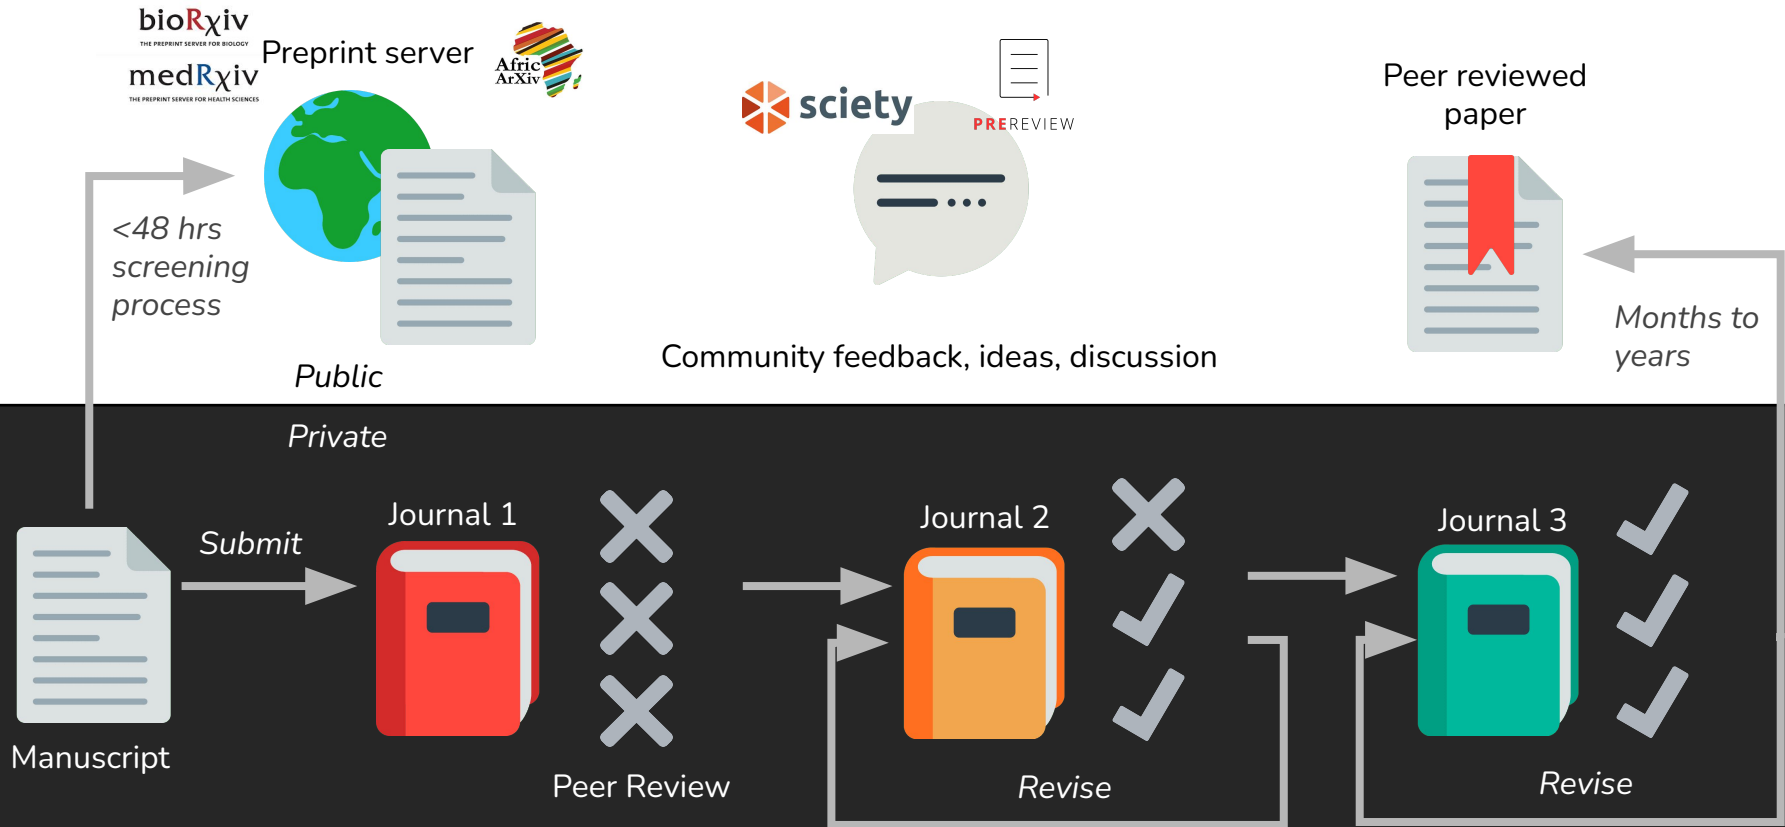 bioRχiv
THE PREPRINT SERVER FOR BIOLOGY
medRχiv
THE PREPRINT SERVER FOR HEALTH SCIENCES
Preprint server
Afric
ArXiv
sciety
PREREVIEW
Peer reviewed
paper
<48 hrs
screening
process
Months to
years
Community feedback, ideas, discussion
Public
Private
Submit
Journal 1
Journal 2
Journal 3
Manuscript
Peer Review
Revise
Revise